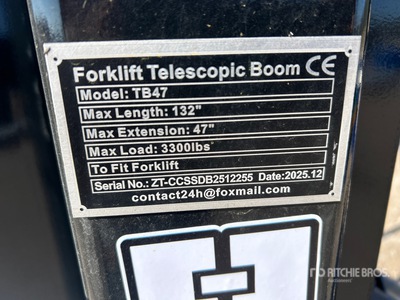 Forklift Telescopic Boom CE
Model: TB47
Max Length: 132"
Max Extension: 47"
Max Load: 3300lbs
To Fit Forklift
Serial No.: ZT-CCSSDB2512255 Date:2025.12
contact24h@foxmail.com
RITCHIE BROS.
Auctioneers